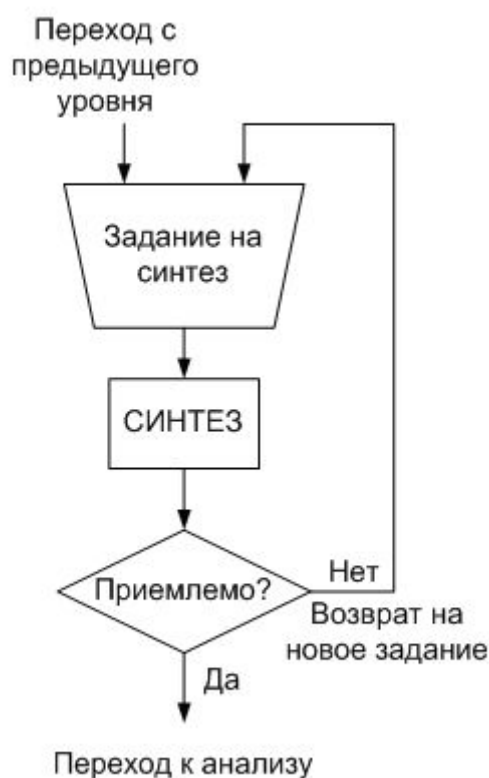 Переход с
предыдущего
уровня
Задание на
синтез
СИНТЕЗ
Приемлемо?
Нет
Возврат на
новое задание
Да
Переход к анализу